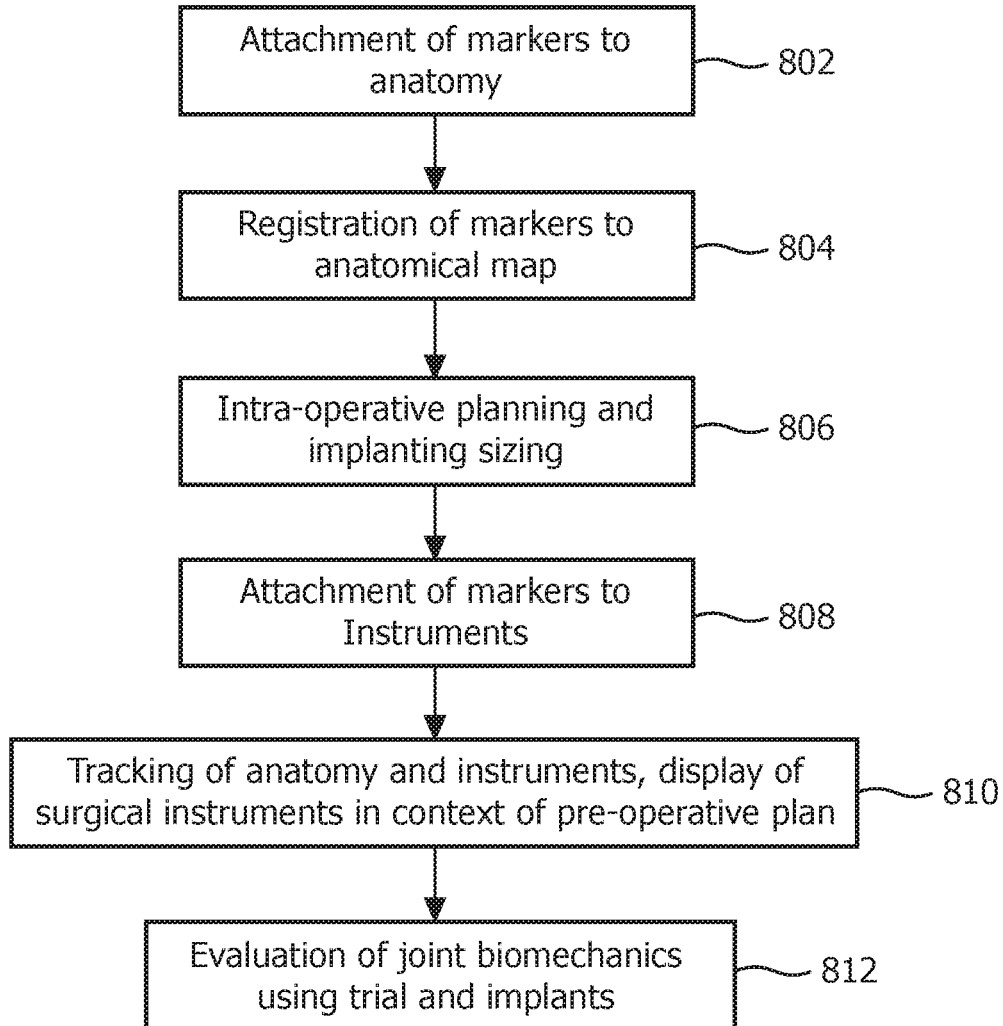 Attachment of markers to
anatomy
802
Registration of markers to
anatomical map
804
Intra-operative planning and
implanting sizing
806
Attachment of markers to
Instruments
808
Tracking of anatomy and instruments, display of
surgical instruments in context of pre-operative plan
810
Evaluation of joint biomechanics
using trial and implants
812